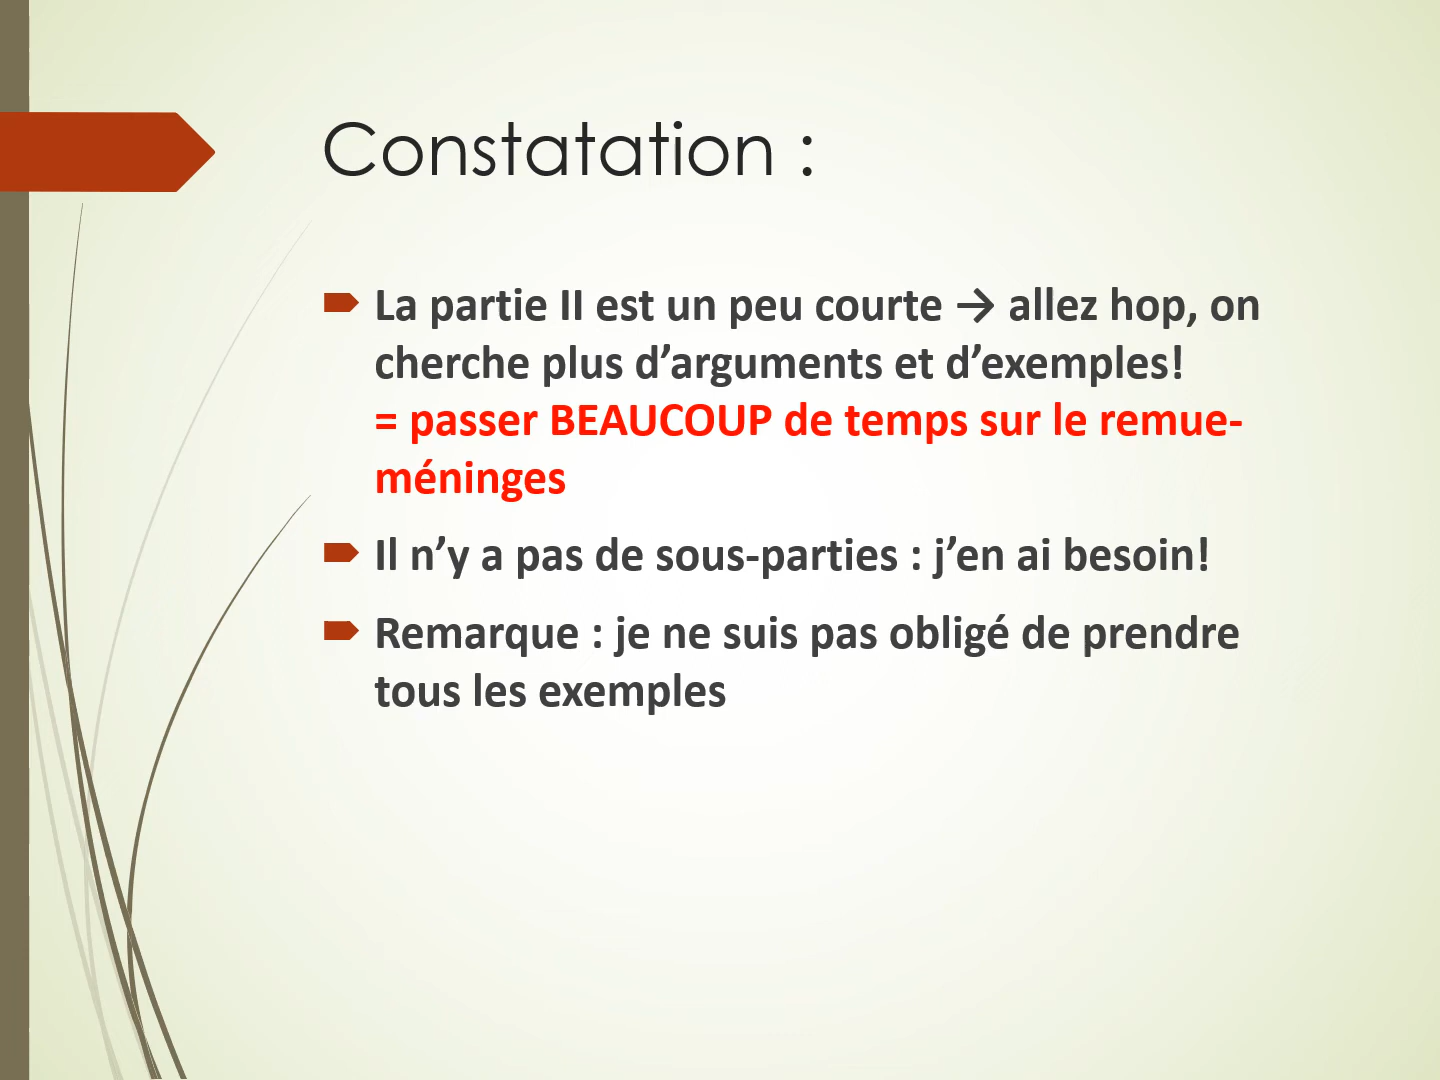 Constatation :
La partie II est un peu courte → allez hop, on
cherche plus d’arguments et d’exemples!
= passer BEAUCOUP de temps sur le remue-
méninges
Il n’y a pas de sous-parties : j’en ai besoin!
Remarque : je ne suis pas obligé de prendre
tous les exemples